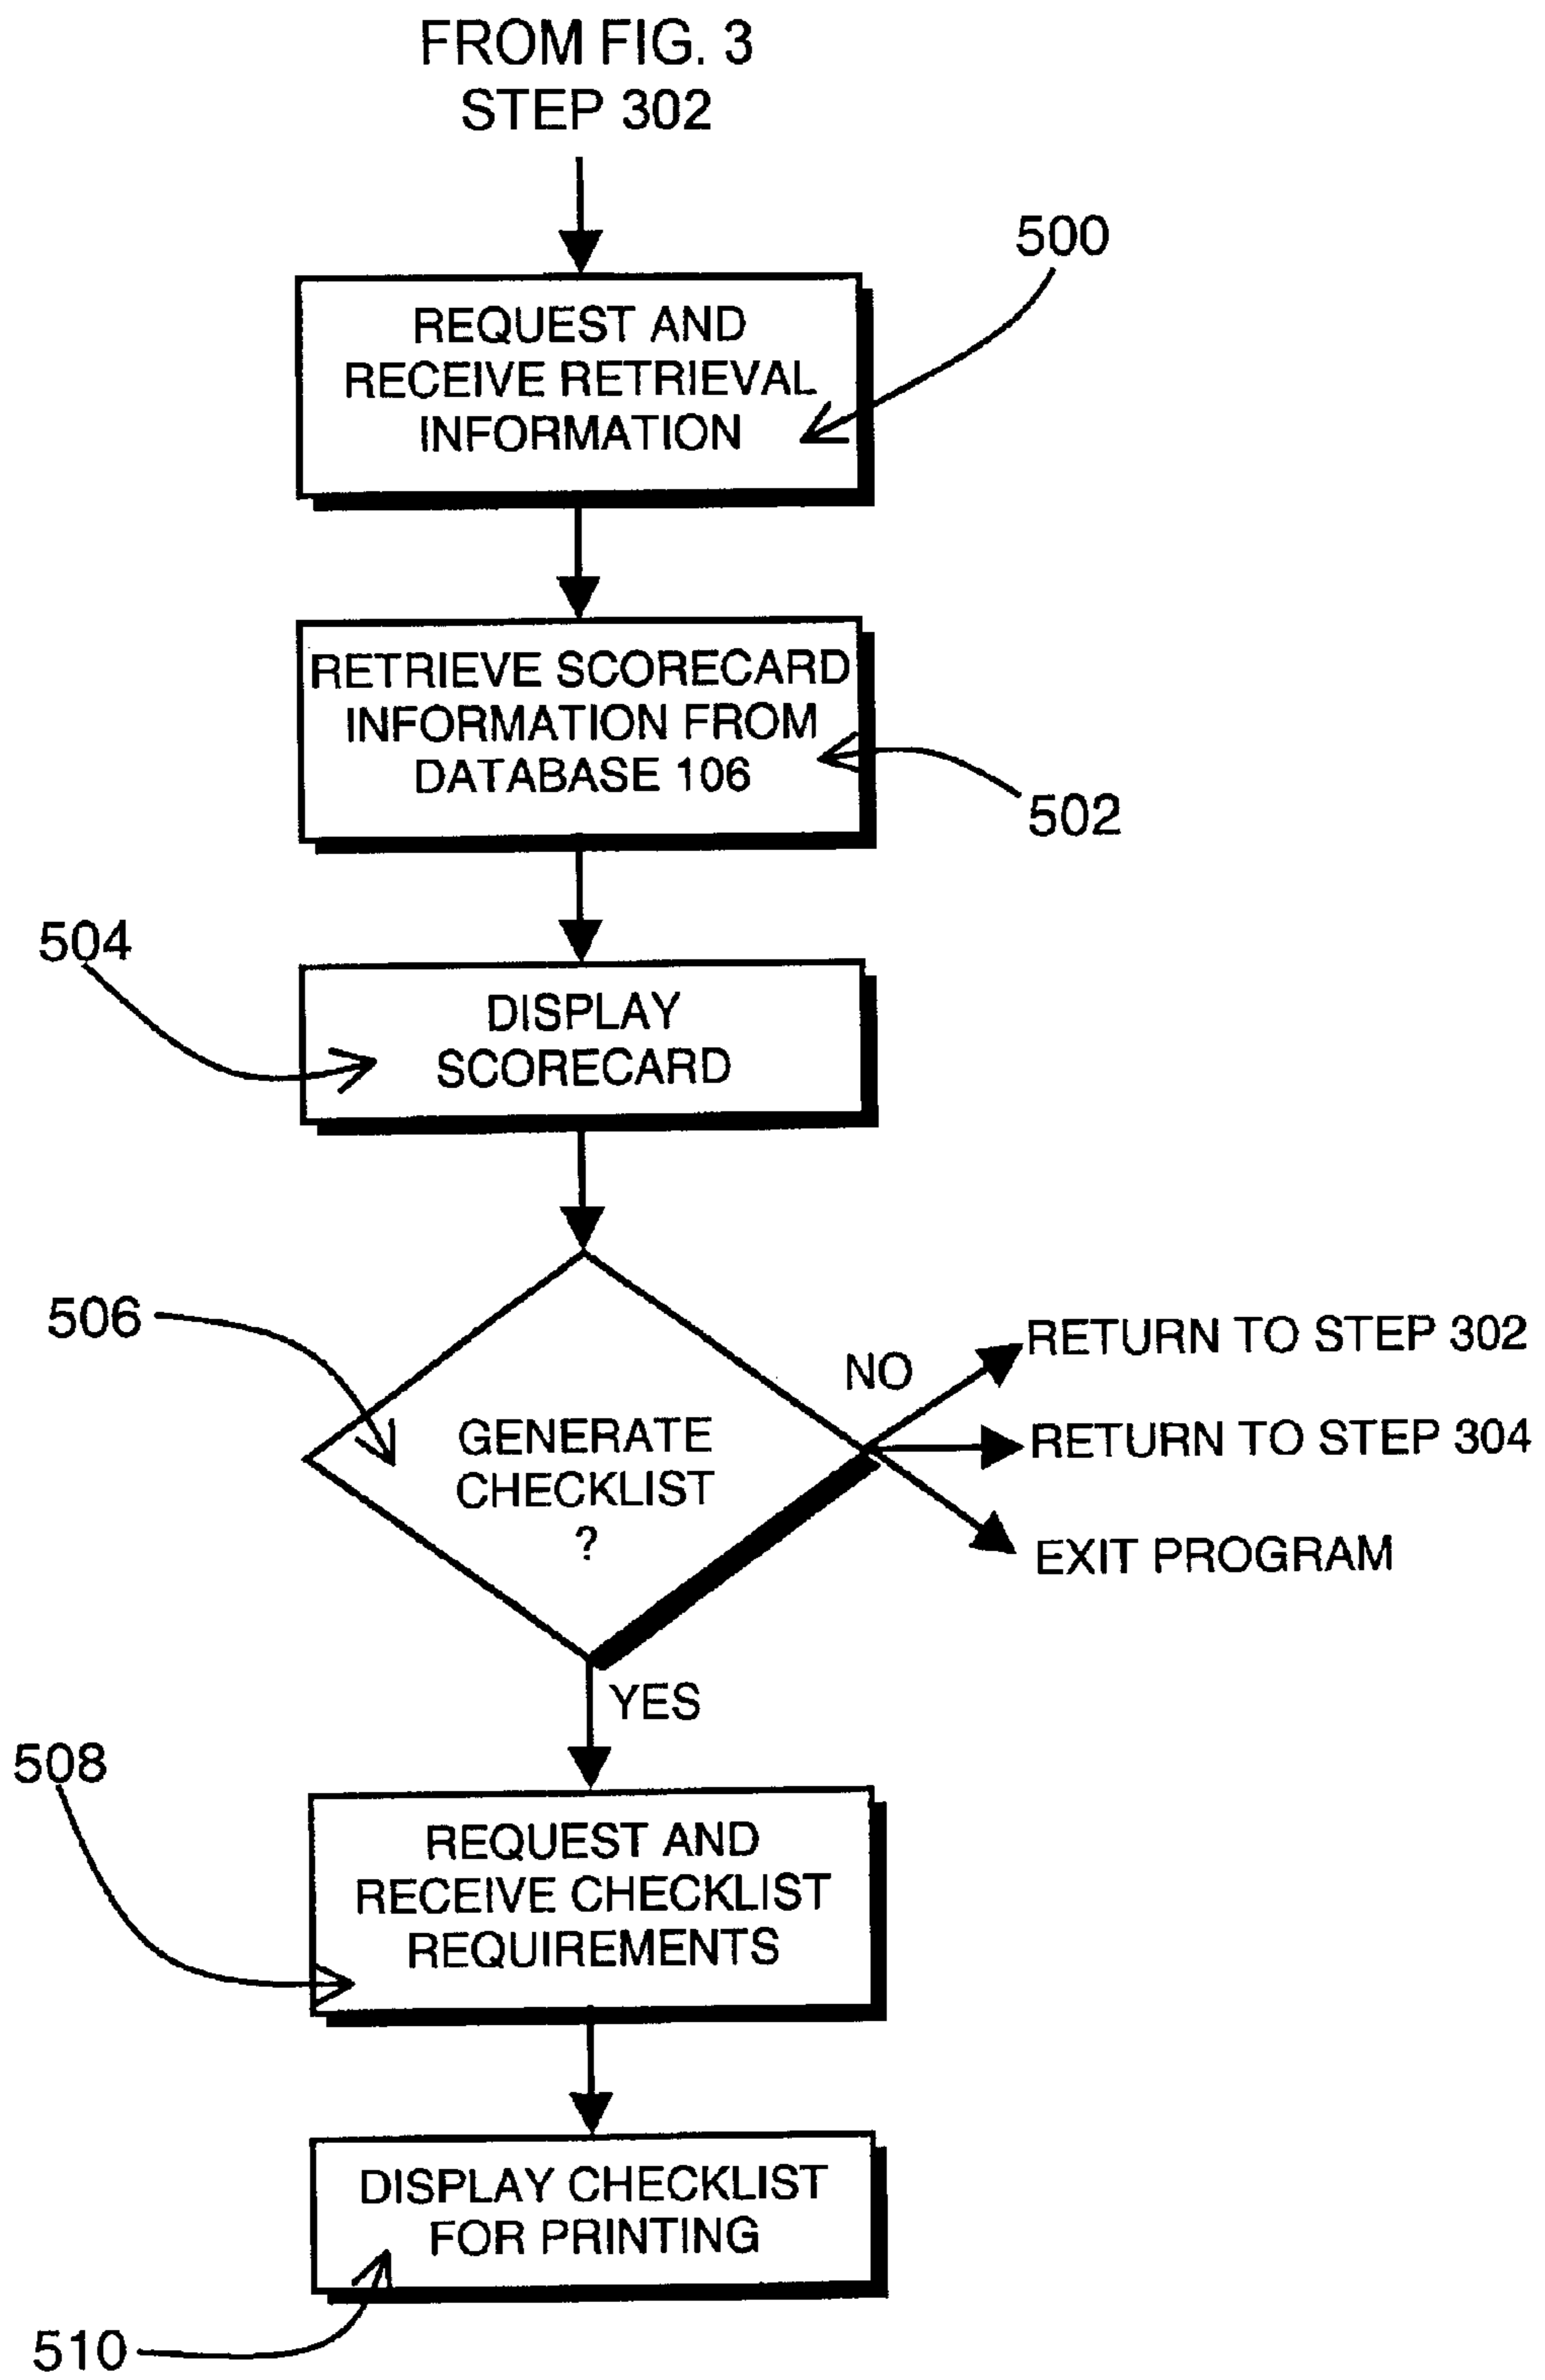 FROM FIG. 3
STEP 302
500
REQUEST AND
RECEIVE RETRIEVAL
INFORMATION
RETRIEVE SCORECARD
INFORMATION FROM
DATABASE 106
502
504
DISPLAY
SCORECARD
506
NO
RETURN TO STEP 302
RETURN TO STEP 304
EXIT PROGRAM
GENERATE
CHECKLIST
?
YES
508
REQUEST AND
RECEIVE CHECKLIST
REQUIREMENTS
DISPLAY CHECKLIST
FOR PRINTING
510